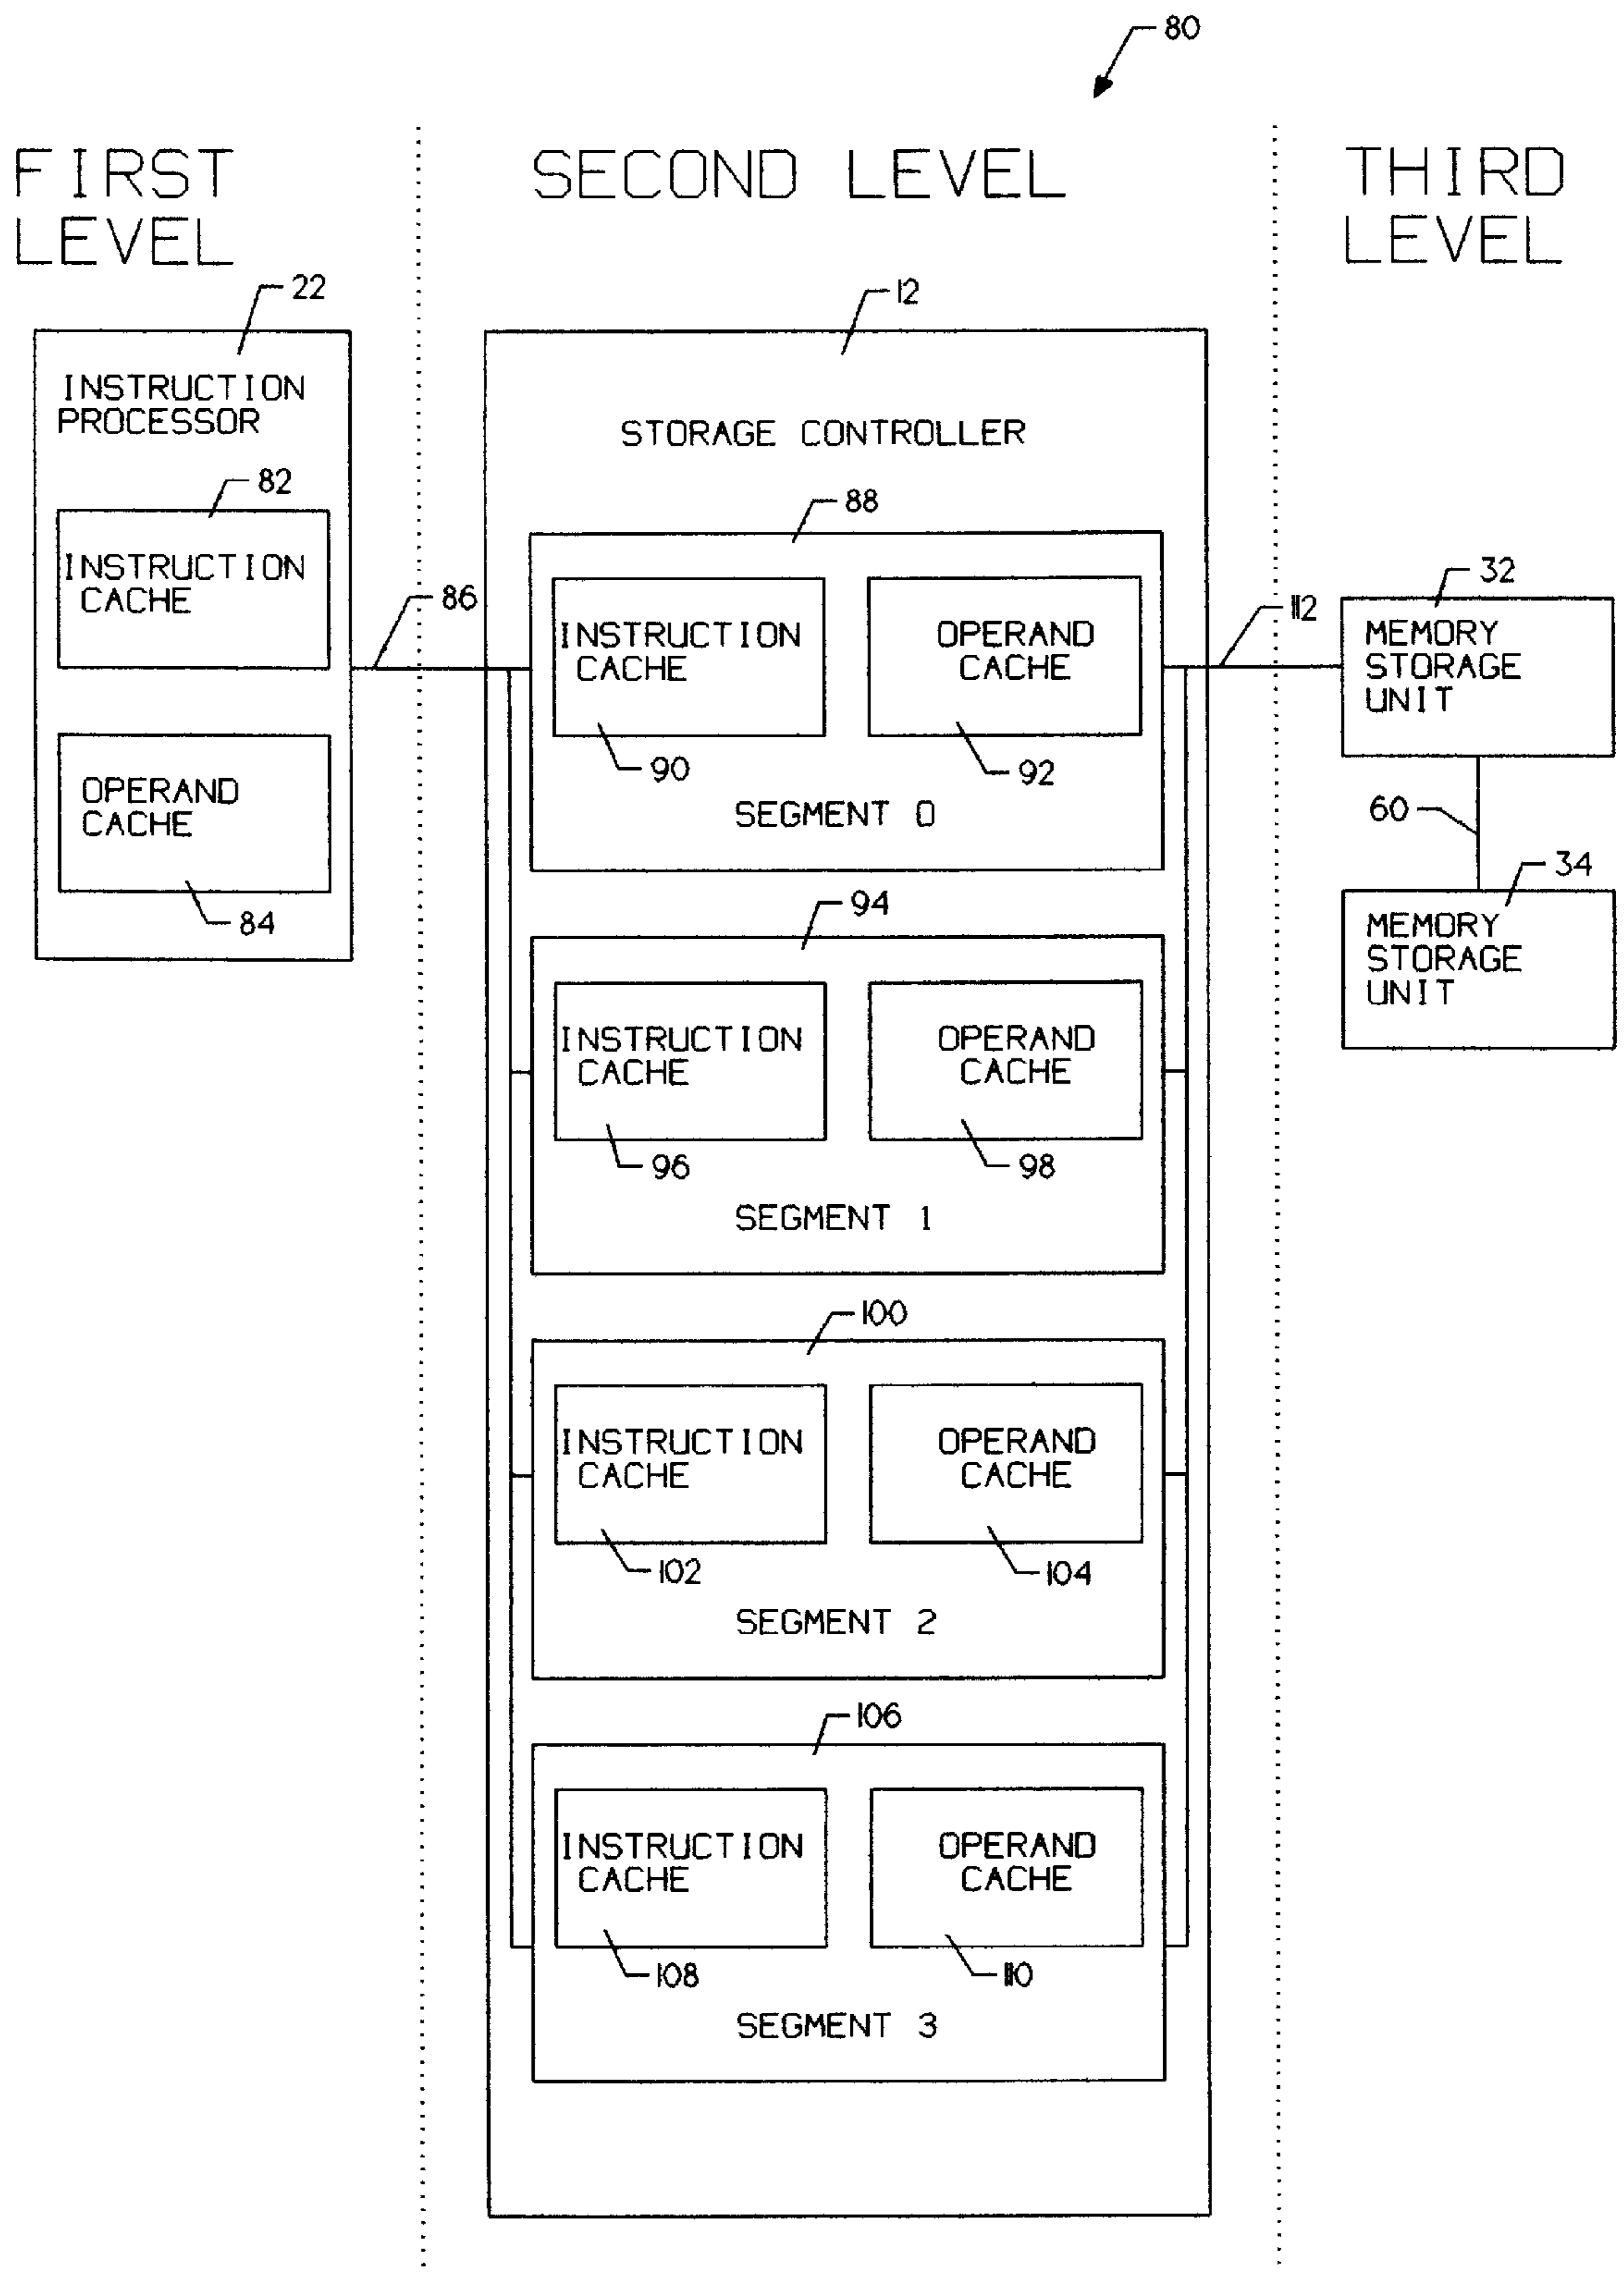 80
FIRST
LEVEL
SECOND LEVEL
THIRD
LEVEL
22
INSTRUCTION
PROCESSOR
82
INSTRUCTION
CACHE
OPERAND
CACHE
84
86
12
STORAGE CONTROLLER
88
INSTRUCTION
CACHE
90
OPERAND
CACHE
92
SEGMENT 0
94
INSTRUCTION
CACHE
96
OPERAND
CACHE
98
SEGMENT 1
100
INSTRUCTION
CACHE
102
OPERAND
CACHE
104
SEGMENT 2
106
INSTRUCTION
CACHE
108
OPERAND
CACHE
110
SEGMENT 3
112
32
MEMORY
STORAGE
UNIT
60
34
MEMORY
STORAGE
UNIT